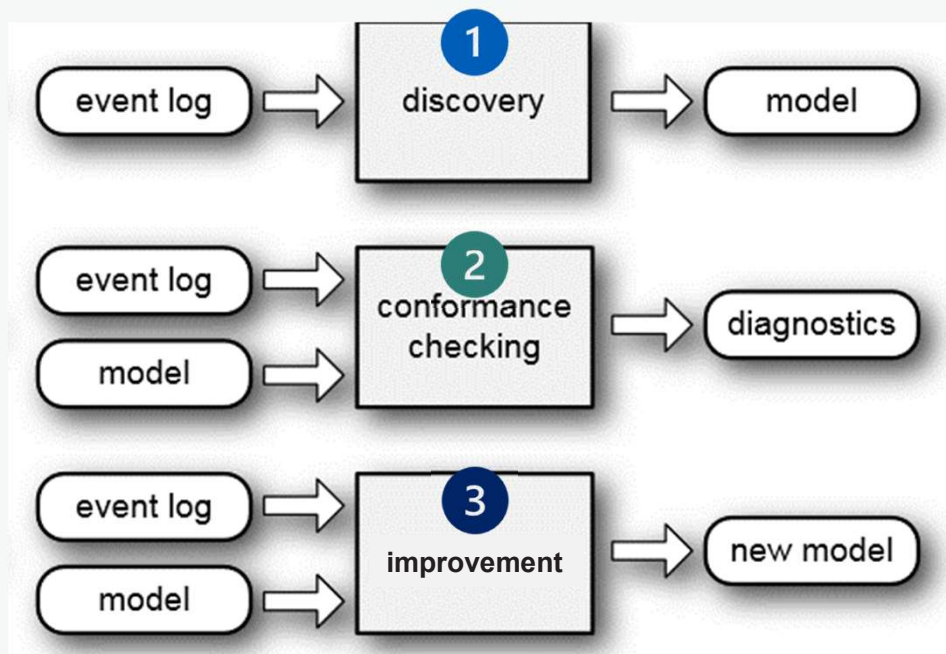 1
event log
discovery
model
2
event log
conformance
checking
model
diagnostics
3
event log
improvement
model
new model